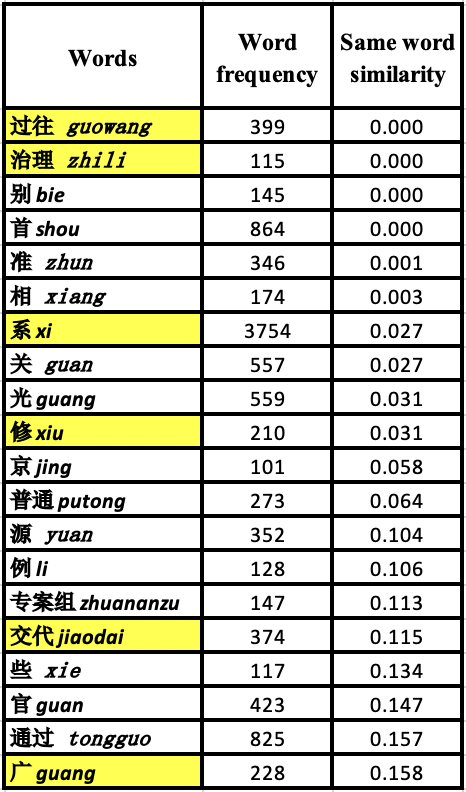 Words Word frequency Same word similarity
过往 guowang 399 0.000
治理 zhili 115 0.000
别 bie 145 0.000
首 shou 864 0.000
准 zhun 346 0.001
相 xiang 174 0.003
系 xi 3754 0.027
关 guan 557 0.027
光 guang 559 0.031
修 xiu 210 0.031
京 jing 101 0.058
普通 putong 273 0.064
源 yuan 352 0.104
例 li 128 0.106
专案组 zhuananzu 147 0.113
交代 jiaodai 374 0.115
些 xie 117 0.134
官 guan 423 0.147
通过 tongguo 825 0.157
广 guang 228 0.158